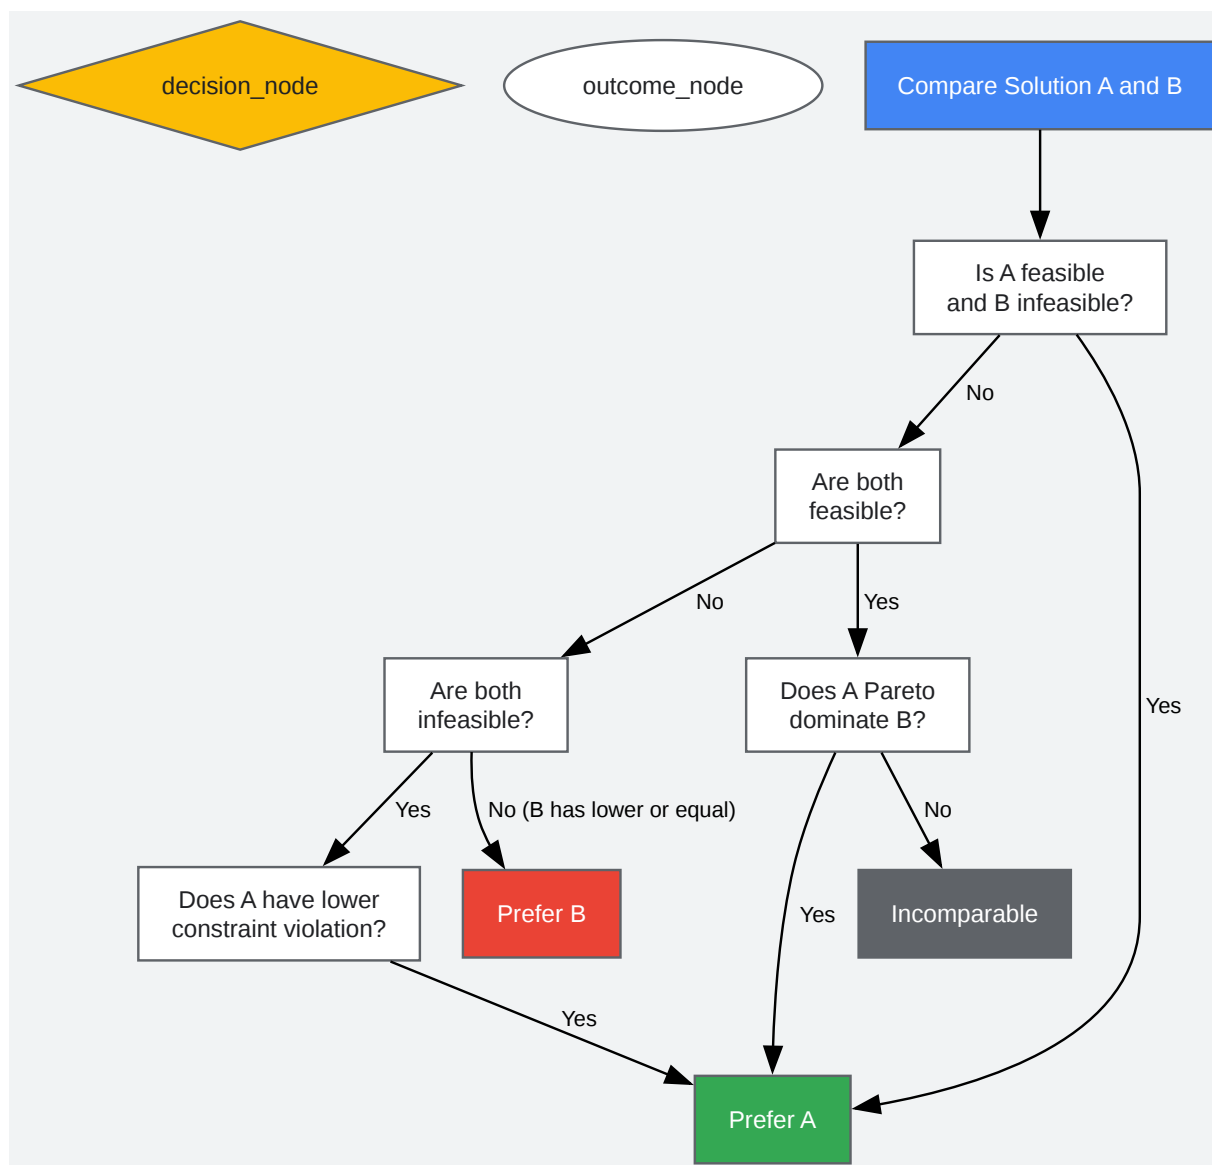 decision_node
outcome_node
Compare Solution A and B
Is A feasible
and B infeasible?
No
Are both
feasible?
No
Yes
Are both
infeasible?
Does A Pareto
dominate B?
Yes
Yes
No (B has lower or equal)
No
Does A have lower
constraint violation?
Prefer B
Yes
Incomparable
Yes
Prefer A